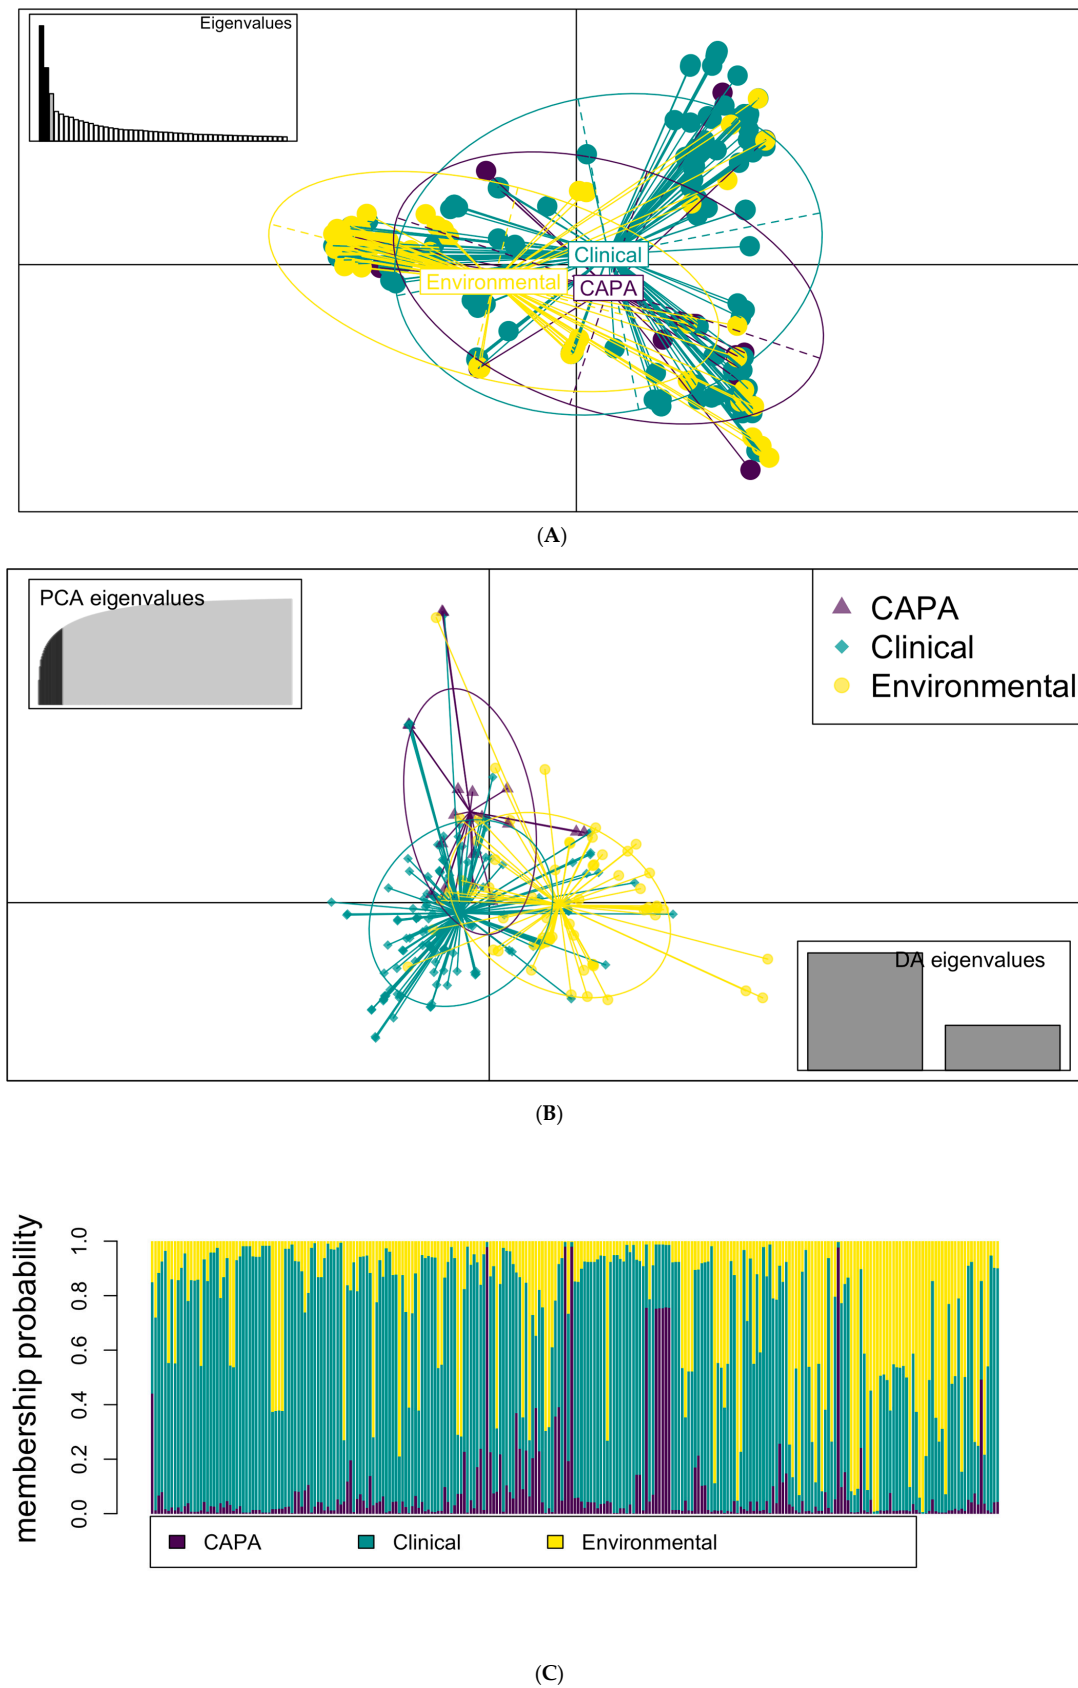 Eigenvalues
Clinical
Environmental
CAPA
(A)
PCA eigenvalues
CAPA
Clinical
Environmental
DA eigenvalues
(B)
membership probability
1.0
0.8
0.6
0.4
0.2
0.0
CAPA Clinical Environmental
(C)